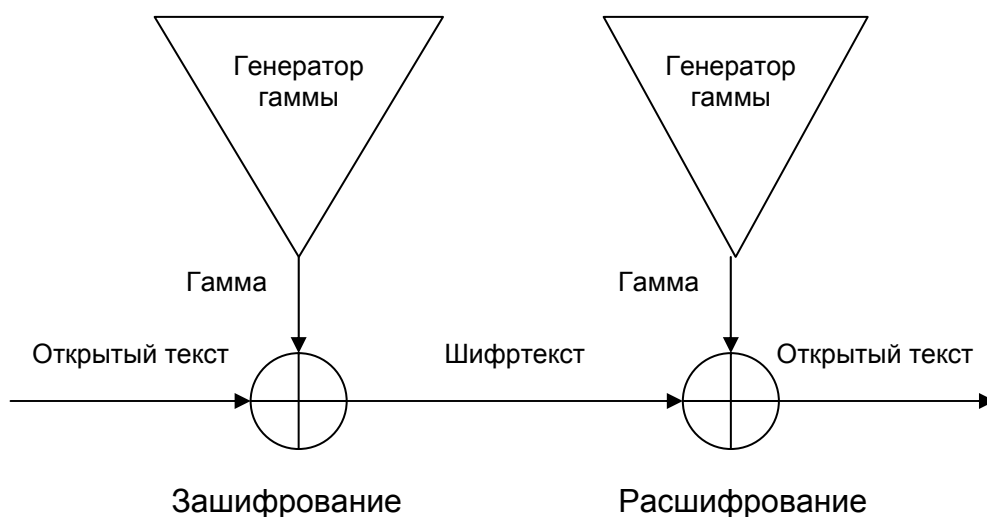 Генератор
гаммы
Генератор
гаммы
Гамма
Гамма
Открытый текст
Шифртекст
Открытый текст
Зашифрование
Расшифрование